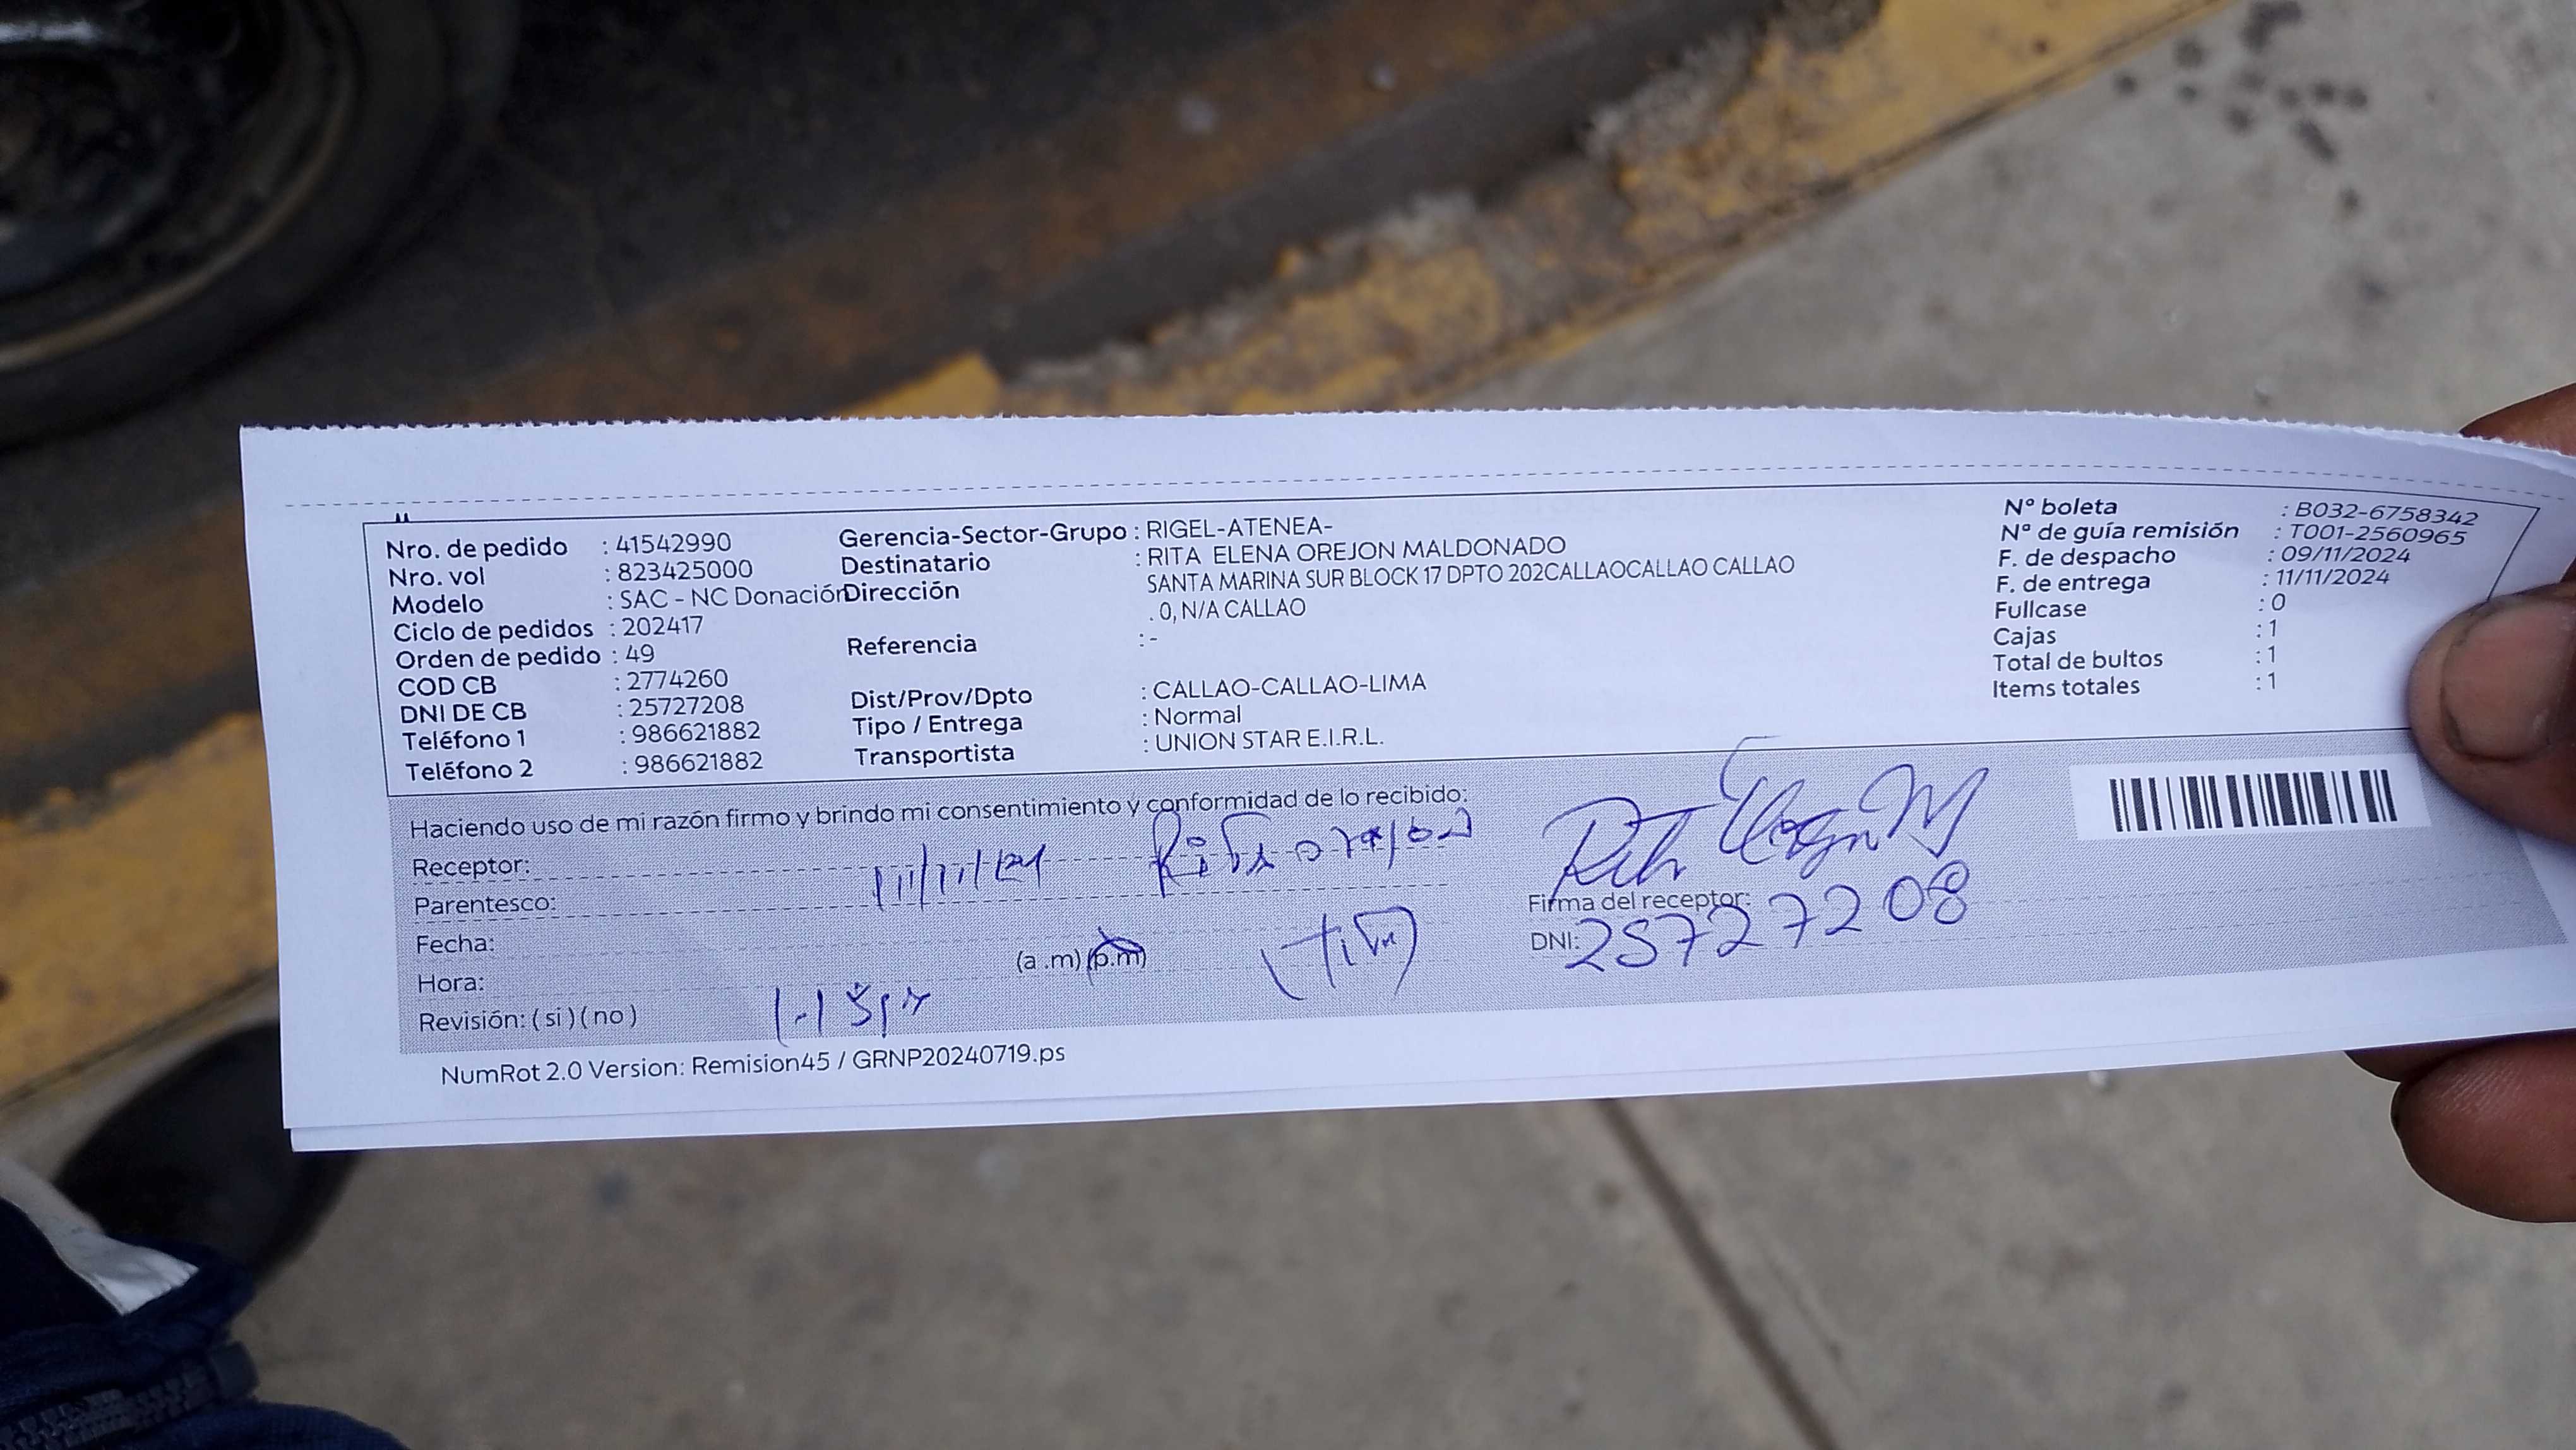 Nro. de pedido : 41542990
Nro. vol : 823425000
Modelo : SAC - NC Donación
Ciclo de pedidos : 202417
Orden de pedido : 49
COD CB : 2774260
DNI DE CB : 25727208
Teléfono 1 : 986621882
Teléfono 2 : 986621882
Gerencia-Sector-Grupo : RIGEL-ATENEA-
Destinatario : RITA ELENA OREJON MALDONADO
Dirección SANTA MARINA SUR BLOCK 17 DPTO 202CALLAOCALLAO CALLAO
. 0, N/A CALLAO
Referencia : -
Dist/Prov/Dpto : CALLAO-CALLAO-LIMA
Tipo / Entrega : Normal
Transportista : UNION STAR E.I.R.L.
N° boleta : B032-6758342
N° de guía remisión : T001-2560965
F. de despacho : 09/11/2024
F. de entrega : 11/11/2024
Fullcase : 0
Cajas : 1
Total de bultos : 1
Items totales : 1
Haciendo uso de mi razón firmo y brindo mi consentimiento y conformidad de lo recibido:
Receptor: Rita Orejon
Parentesco: (Tit)
Fecha: 11/11/24
Hora: (a .m) (p.m)
Revisión: ( si ) ( no )
Firma del receptor:
DNI: 25727208
NumRot 2.0 Version: Remision45 / GRNP20240719.ps